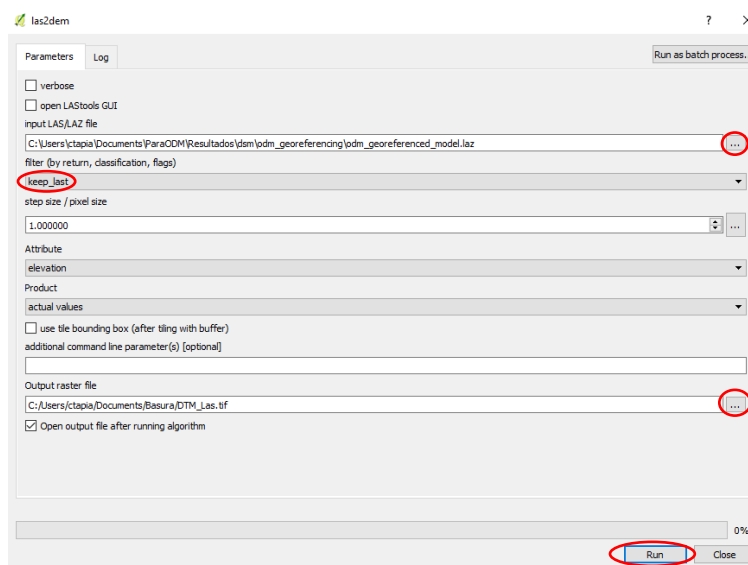 las2dem ?
Parameters Log Run as batch process.
verbose
open LAStools GUI
input LAS/LAZ file
C:\Users\ctapia\Documents\ParaODM\Resultados\dsm\odm_georeferencing\odm_georeferenced_model.laz ...
filter (by return, classification, flags)
keep_last
step size / pixel size
1.000000 ...
Attribute
elevation
Product
actual values
use tile bounding box (after tiling with buffer)
additional command line parameter(s) [optional]
Output raster file
C:/Users/ctapia/Documents/Basura/DTM_Las.tif ...
Open output file after running algorithm
0%
Run Close